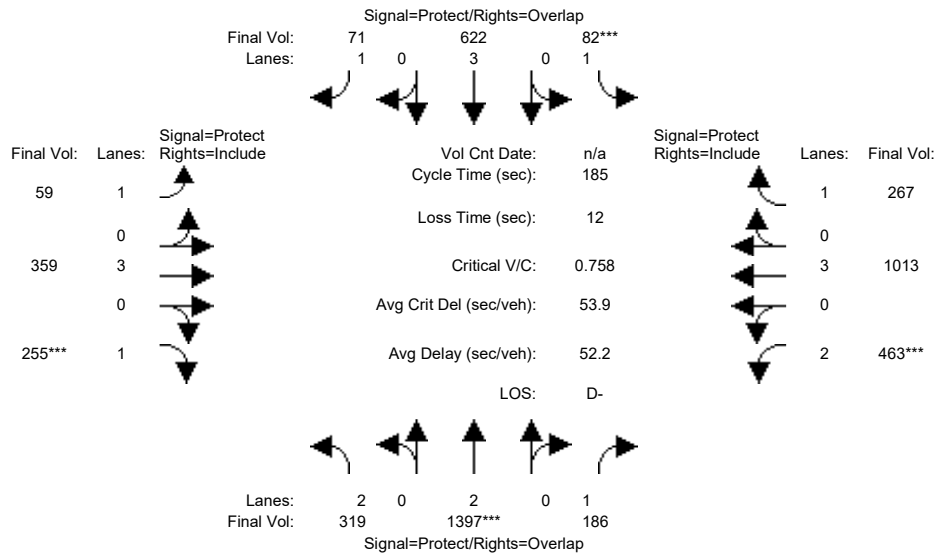 Signal=Protect/Rights=Overlap
Final Vol: 71 622 82***
Lanes: 1 0 3 0 1
Signal=Protect Signal=Protect
Final Vol: Lanes: Rights=Include Vol Cnt Date: n/a Rights=Include Lanes: Final Vol:
Cycle Time (sec): 185
59 1 1 267
Loss Time (sec): 12
0 0
359 3 Critical V/C: 0.758 3 1013
0 Avg Crit Del (sec/veh): 53.9 0
255*** 1 Avg Delay (sec/veh): 52.2 2 463***
LOS: D-
Lanes: 2 0 2 0 1
Final Vol: 319 1397*** 186
Signal=Protect/Rights=Overlap